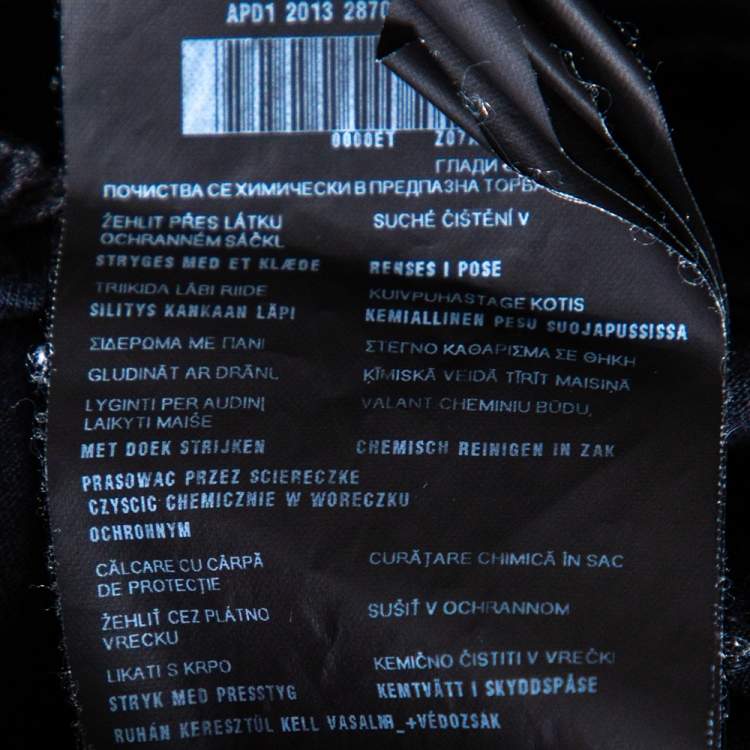 APD1 2013 2870
0000ET Z07
ГЛАДИ
ПОЧИСТВА СЕ ХИМИЧЕСКИ В ПРЕДПАЗНА ТОРБ
ŽEHLIT PŘES LÁTKU SUCHÉ ČIŠTĚNÍ V
OCHRANNÉM SÁČKU
STRYGES MED ET KLÆDE RENSES I POSE
TRIIKIDA LÄBI RIIDE KUIVPUHASTAGE KOTIS
SILITYS KANKAAN LÄPI KEMIALLINEN PESU SUOJAPUSSISSA
ΣΙΔΕΡΩΜΑ ΜΕ ΠΑΝΙ ΣΤΕΓΝΟ ΚΑΘΑΡΙΣΜΑ ΣΕ ΘΗΚΗ
GLUDINĀT AR DRĀNU ĶĪMISKĀ VEIDĀ TĪRĪT MAISIŅĀ
LYGINTI PER AUDINĮ VALANT CHEMINIU BŪDU,
LAIKYTI MAIŠE
MET DOEK STRIJKEN CHEMISCH REINIGEN IN ZAK
PRASOWAC PRZEZ SCIERECZKE
CZYSCIC CHEMICZNIE W WORECZKU
OCHRONNYM
CĂLCARE CU CÂRPĂ CURĂȚARE CHIMICĂ ÎN SAC
DE PROTECȚIE
ŽEHLIŤ CEZ PLÁTNO SUŠIŤ V OCHRANNOM
VRECKU
LIKATI S KRPO KEMIČNO ČISTITI V VREČKI
STRYK MED PRESSTYG KEMTVÄTT I SKYDDSPÅSE
RUHÁN KERESZTÜL KELL VASALNI_+VÉDOZSÁK